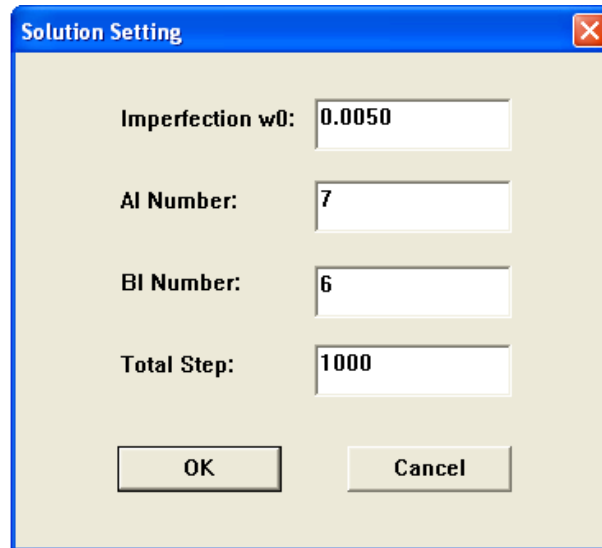 Solution Setting
Imperfection w0: 0.0050
AI Number: 7
BI Number: 6
Total Step: 1000
OK Cancel